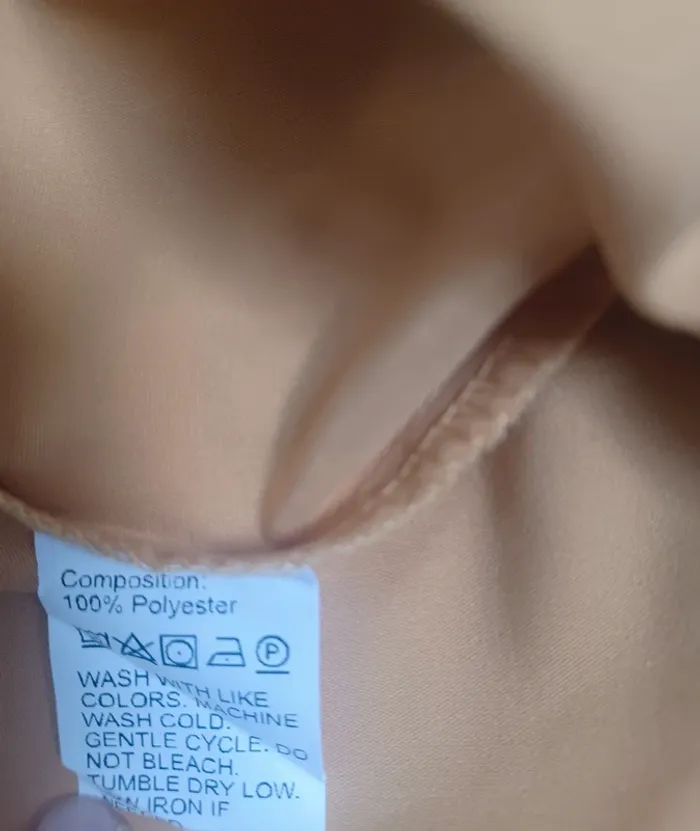 Composition:
100% Polyester
P
WASH WITH LIKE
COLORS. MACHINE
WASH COLD.
GENTLE CYCLE. DO
NOT BLEACH.
TUMBLE DRY LOW.
IRON IF